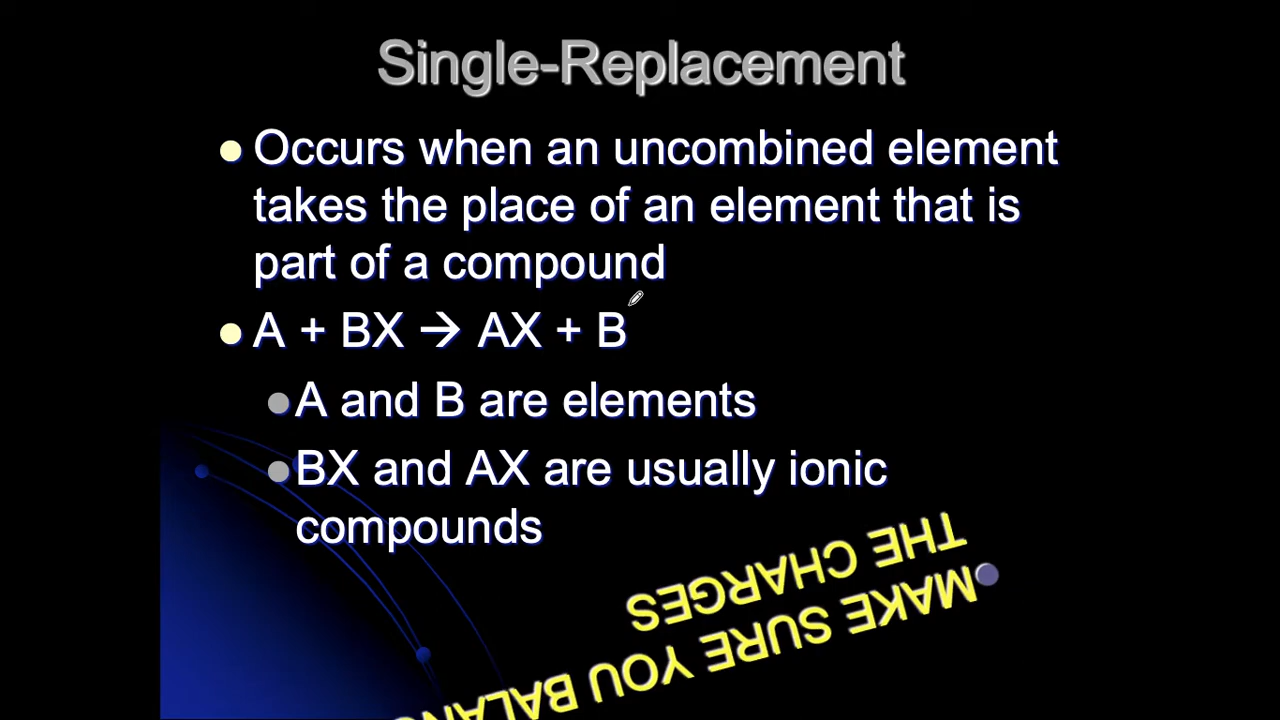 Single-Replacement
Occurs when an uncombined element
takes the place of an element that is
part of a compound
A + BX → AX + B
A and B are elements
BX and AX are usually ionic
compounds
MAKE SURE YOU
THE CHARGES